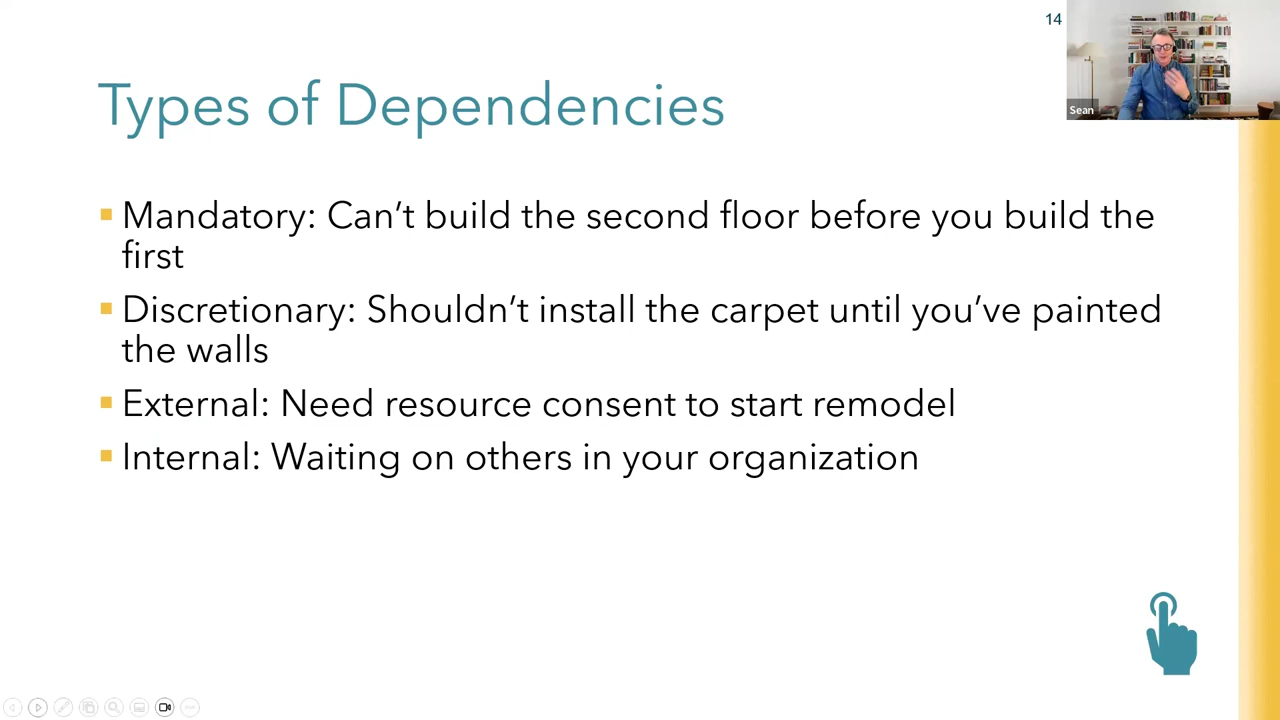 14
Sean
Types of Dependencies
Mandatory: Can’t build the second floor before you build the
first
Discretionary: Shouldn’t install the carpet until you’ve painted
the walls
External: Need resource consent to start remodel
Internal: Waiting on others in your organization